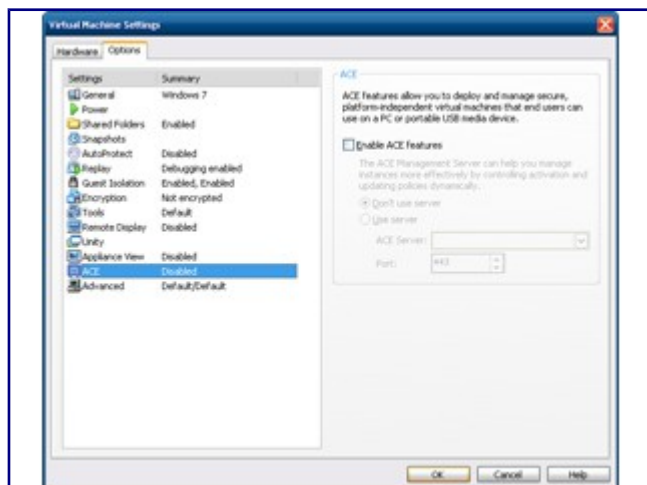 Virtual Machine Settings
Hardware Options
Settings Summary
General Windows 7
Power
Shared Folders Enabled
Snapshots
AutoProtect Disabled
Replay Debugging enabled
Guest Isolation Enabled, Enabled
Encryption Not encrypted
Tools Default
Remote Display Disabled
Unity
Appliance View Disabled
ACE Disabled
Advanced Default/Default
ACE
ACE features allow you to deploy and manage secure,
platform-independent virtual machines that end users can
use on a PC or portable USB media device.
Enable ACE features
The ACE Management Server can help you manage
instances more effectively by controlling activation and
updating policies dynamically.
Don't use server
Use server
ACE Server:
Port: 443
OK Cancel Help